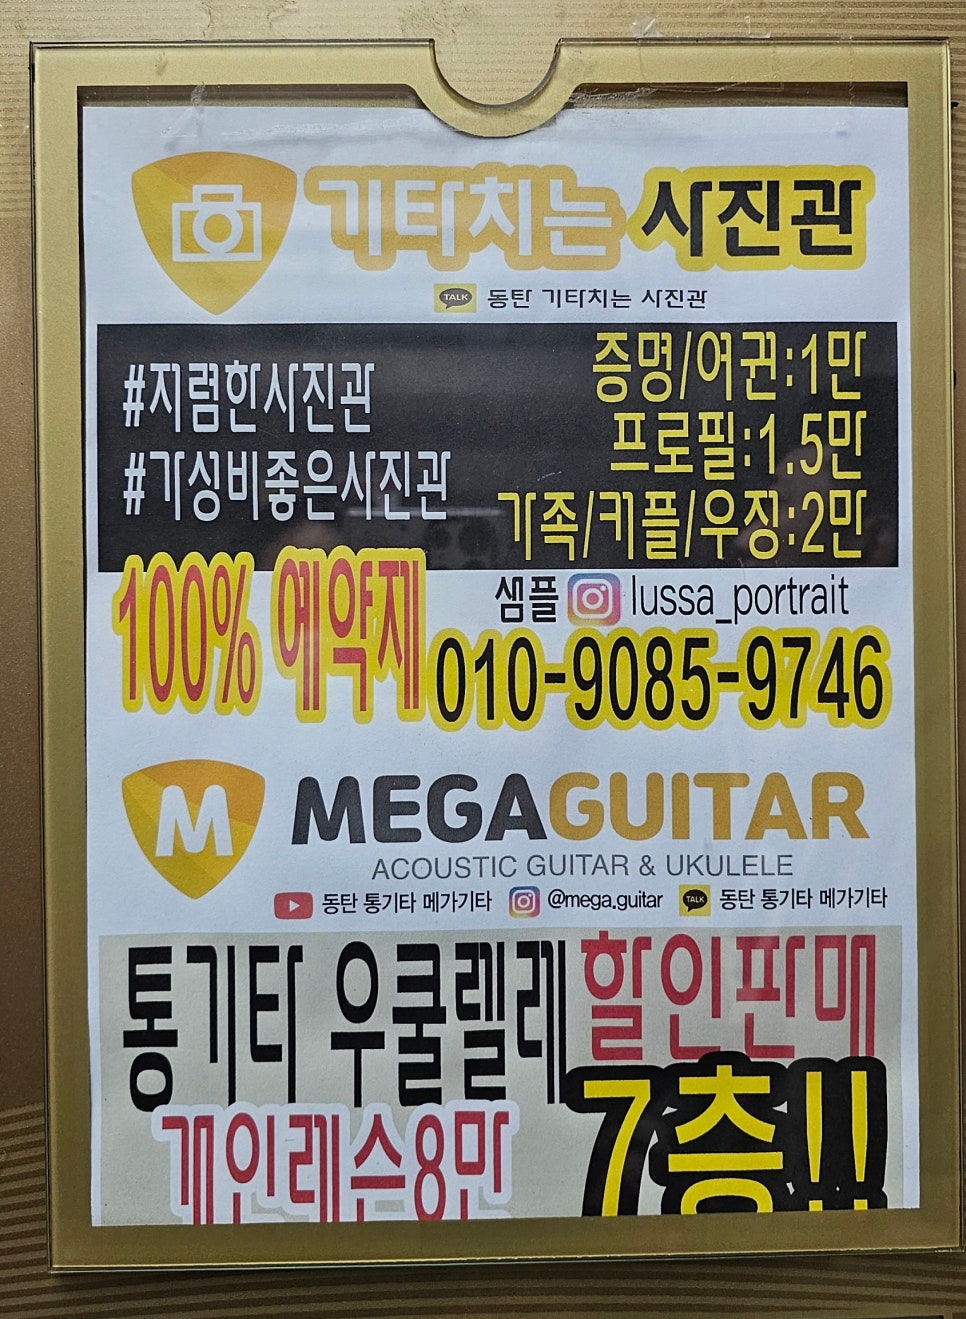 기타치는 사진관
TALK 동탄 기타치는 사진관
#저렴한사진관
#가성비좋은사진관
증명/여권:1만
프로필:1.5만
가족/커플/우정:2만
100% 예약제
샘플 lussa_portrait
010-9085-9746
M MEGAGUITAR
ACOUSTIC GUITAR & UKULELE
동탄 통기타 메가기타 @mega.guitar TALK 동탄 통기타 메가기타
통기타 우쿨렐레 할인판매
개인레슨8만 7층!!